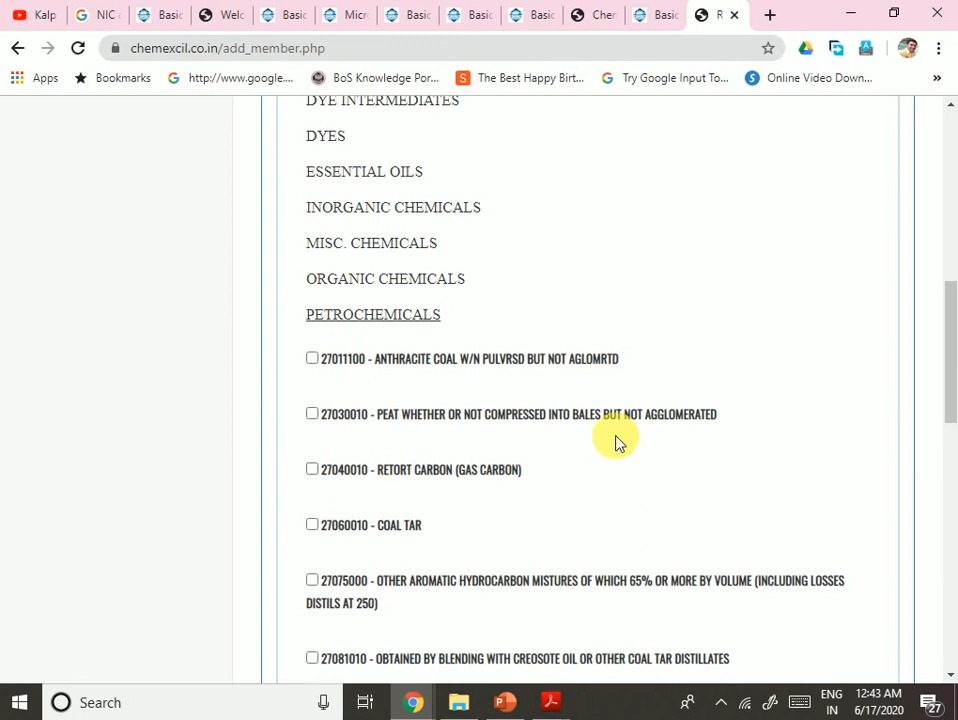 Kalp
NIC
Basic
Welc
Basic
Micr
Basic
Basic
Basic
Chen
Basic
R
chemexcil.co.in/add_member.php
Apps
Bookmarks
http://www.google...
BoS Knowledge Por...
The Best Happy Birt...
Try Google Input To...
Online Video Down...
»
DYE INTERMEDIATES
DYES
ESSENTIAL OILS
INORGANIC CHEMICALS
MISC. CHEMICALS
ORGANIC CHEMICALS
PETROCHEMICALS
27011100 - ANTHRACITE COAL W/N PULVRSD BUT NOT AGLOMRTD
27030010 - PEAT WHETHER OR NOT COMPRESSED INTO BALES BUT NOT AGGLOMERATED
27040010 - RETORT CARBON (GAS CARBON)
27060010 - COAL TAR
27075000 - OTHER AROMATIC HYDROCARBON MISTURES OF WHICH 65% OR MORE BY VOLUME (INCLUDING LOSSES
DISTILS AT 250)
27081010 - OBTAINED BY BLENDING WITH CREOSOTE OIL OR OTHER COAL TAR DISTILLATES
Search
ENG
IN
12:43 AM
6/17/2020
27